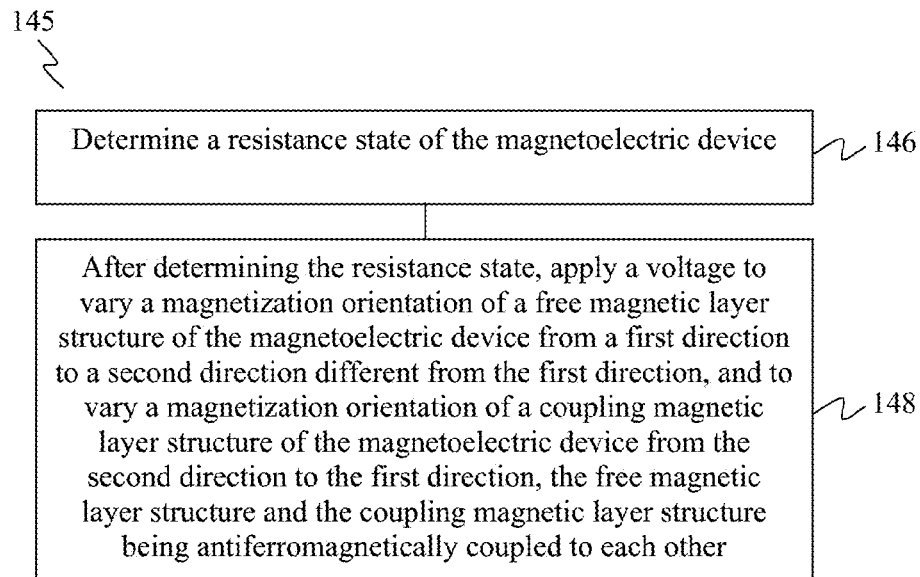 145
Determine a resistance state of the magnetoelectric device
146
After determining the resistance state, apply a voltage to
vary a magnetization orientation of a free magnetic layer
structure of the magnetoelectric device from a first direction
to a second direction different from the first direction, and to
vary a magnetization orientation of a coupling magnetic
layer structure of the magnetoelectric device from the
second direction to the first direction, the free magnetic
layer structure and the coupling magnetic layer structure
being antiferromagnetically coupled to each other
148